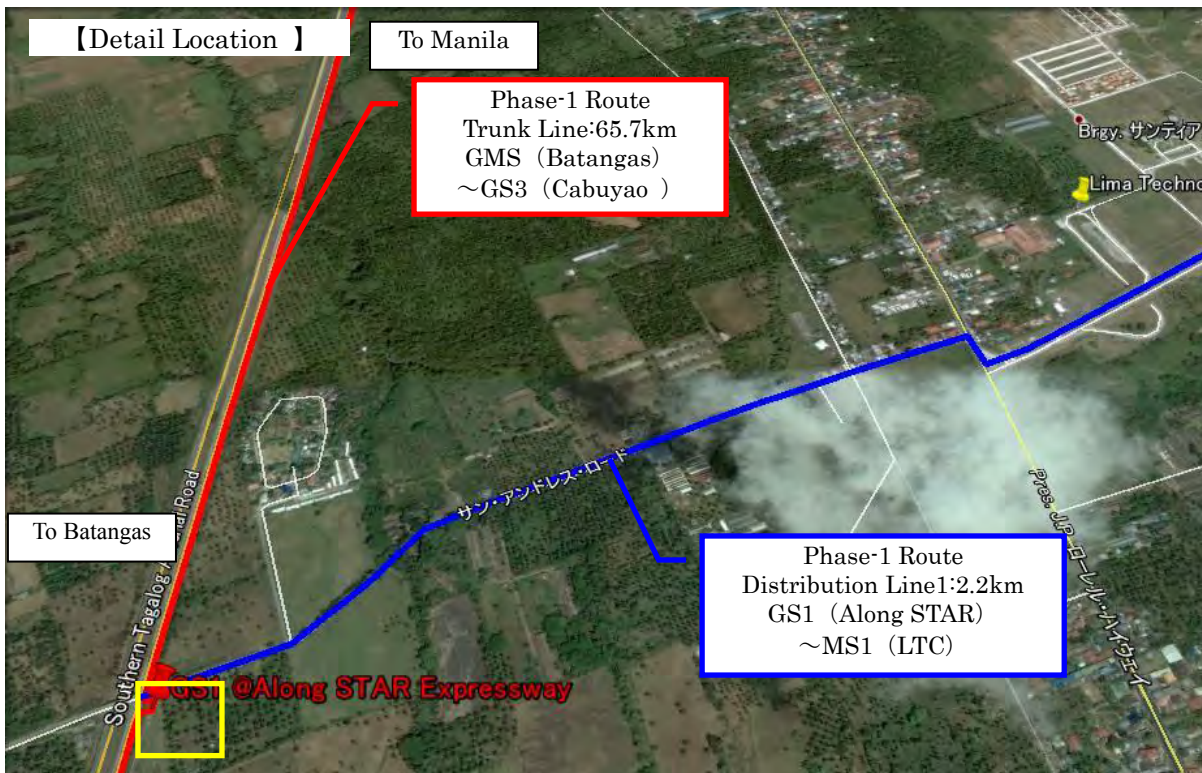 【Detail Location 】
To Manila
Phase-1 Route
Trunk Line:65.7km
GMS（Batangas）
～GS3（Cabuyao ）
Brgy. サンティア
Lima Techno
サン・アンドレス・ロード
Southern Tagalog
Road
To Batangas
Phase-1 Route
Distribution Line1:2.2km
GS1（Along STAR）
～MS1（LTC）
Pres. J.P. ローレル・ハイウェイ
GS1 @Along STAR Expressway